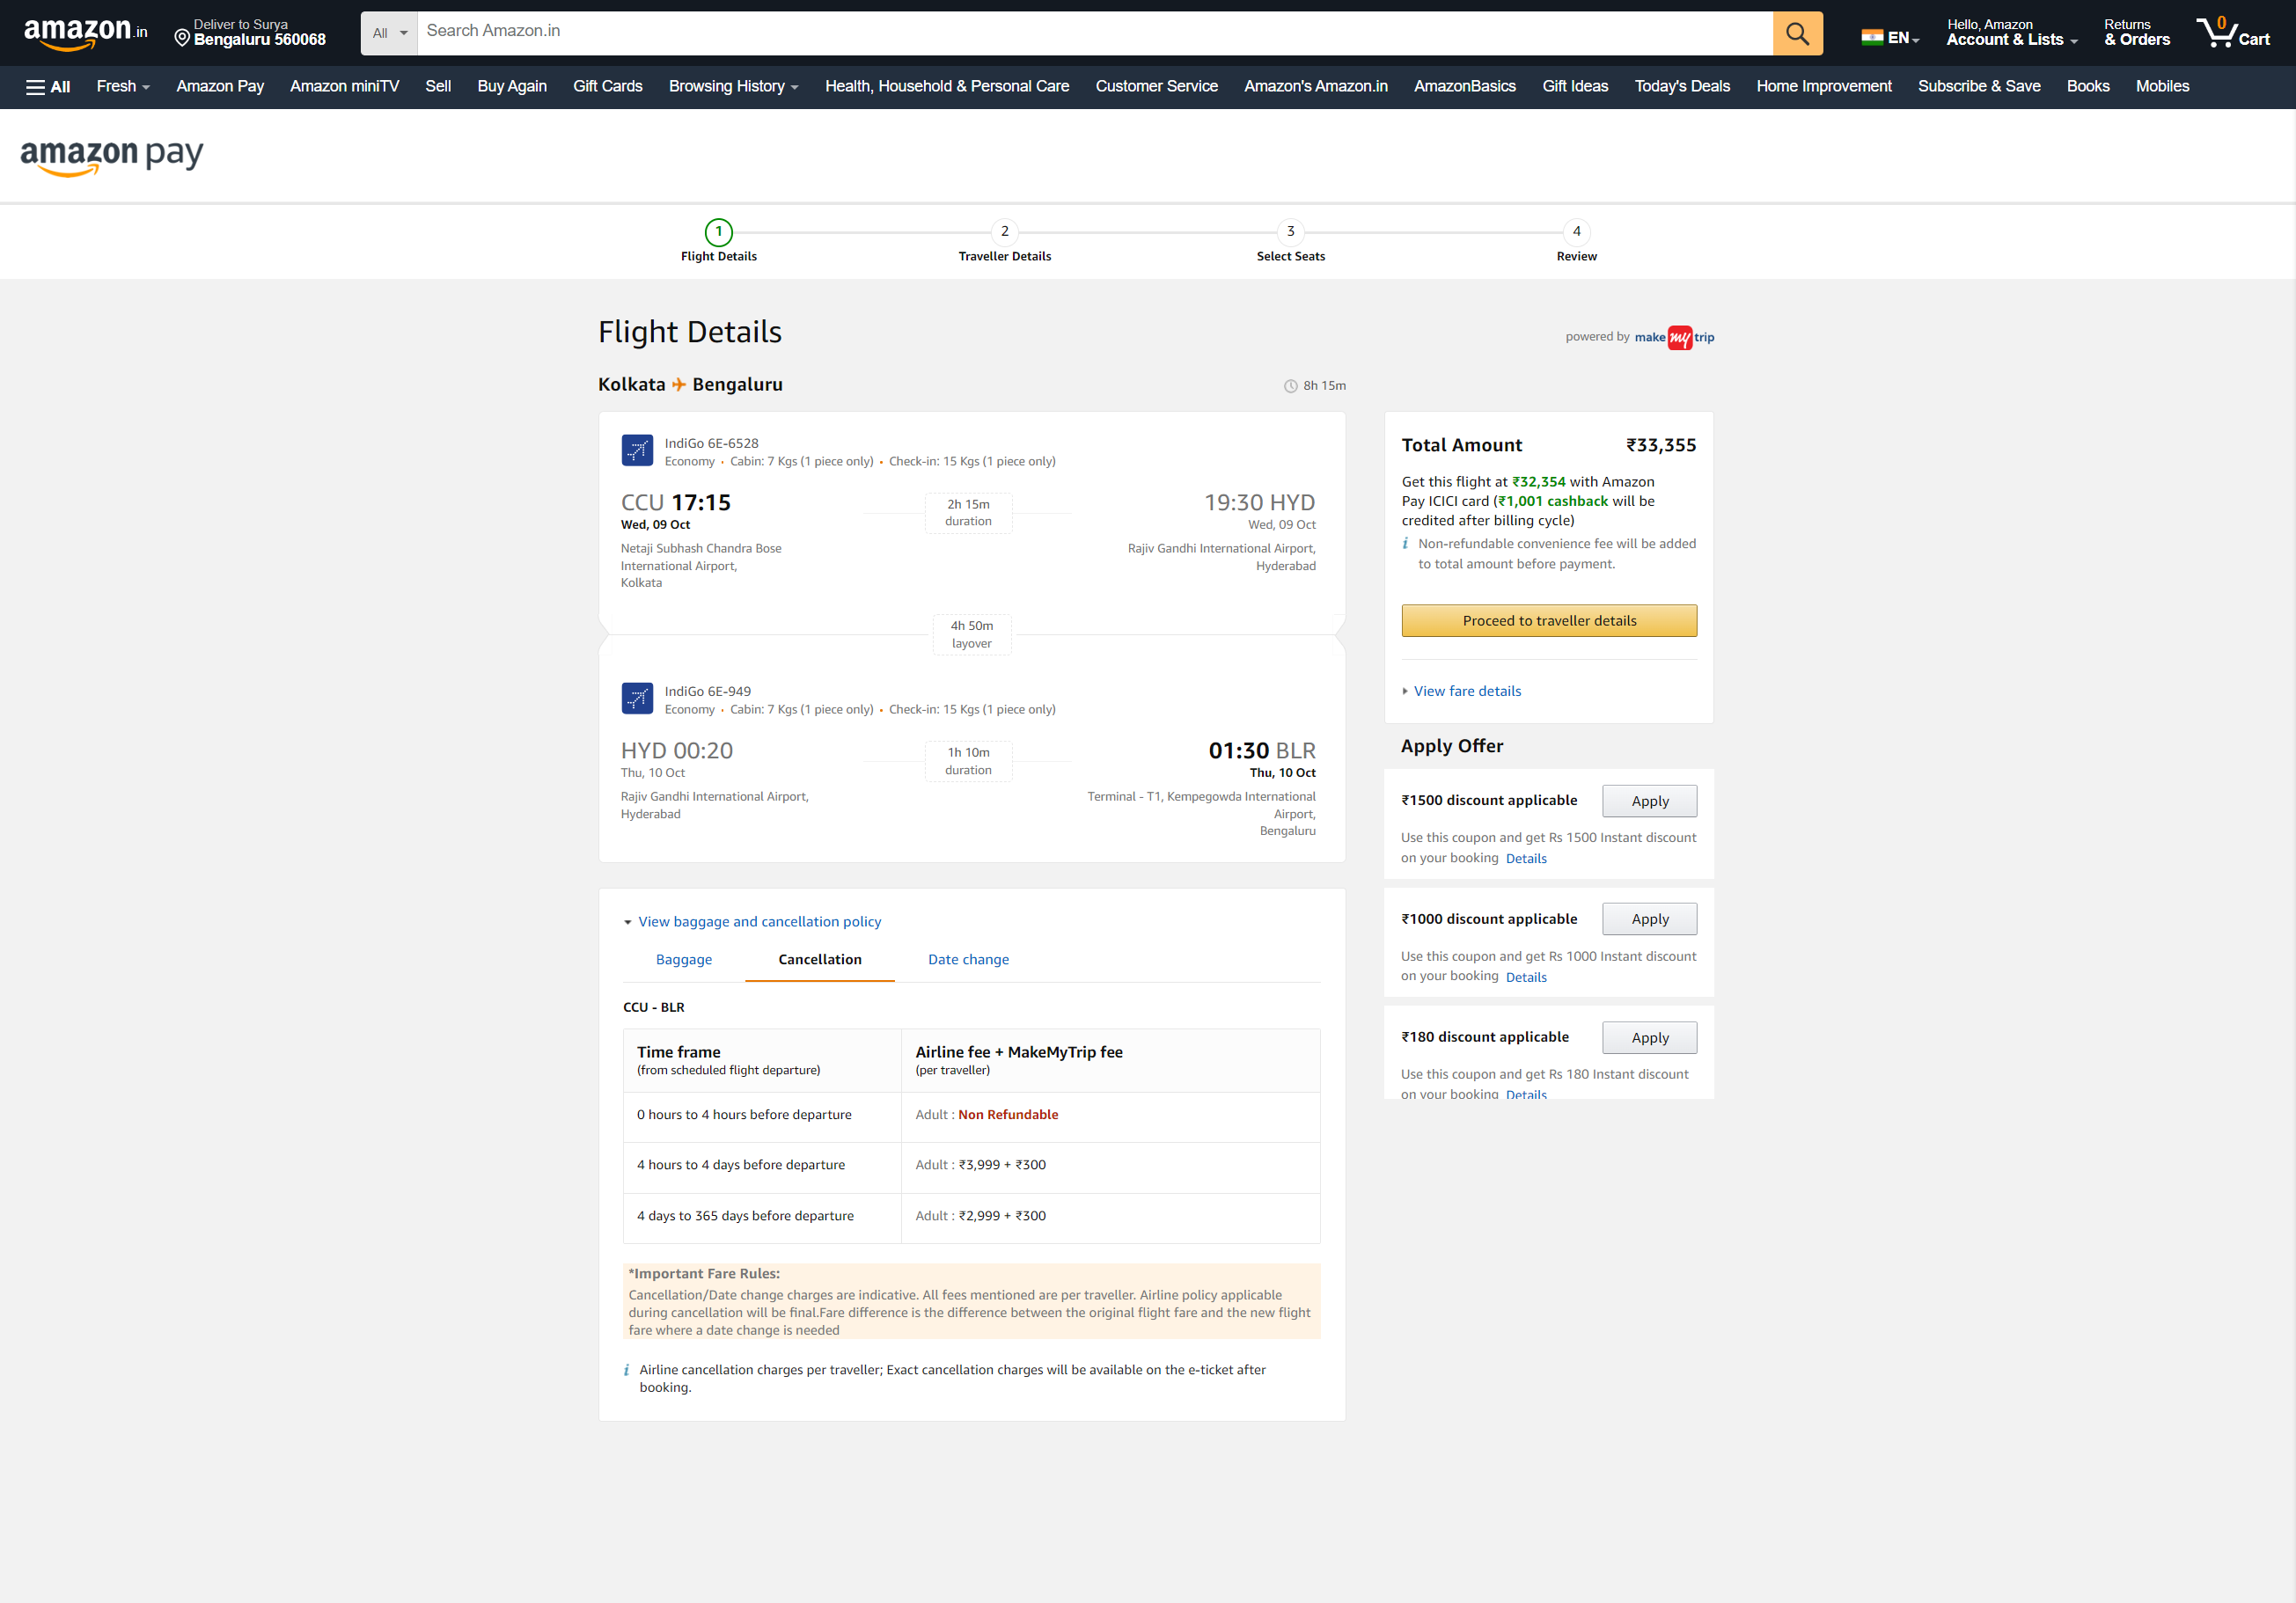 amazon.in
Deliver to Surya
Bengaluru 560068
All
Search Amazon.in
EN
Hello, Amazon
Account & Lists
Returns
& Orders
0
Cart
All
Fresh
Amazon Pay
Amazon miniTV
Sell
Buy Again
Gift Cards
Browsing History
Health, Household & Personal Care
Customer Service
Amazon's Amazon.in
AmazonBasics
Gift Ideas
Today's Deals
Home Improvement
Subscribe & Save
Books
Mobiles
amazon pay
1
Flight Details
2
Traveller Details
3
Select Seats
4
Review
Flight Details
powered by make my trip
Kolkata Bengaluru
8h 15m
IndiGo 6E-6528
Economy • Cabin: 7 Kgs (1 piece only) • Check-in: 15 Kgs (1 piece only)
CCU 17:15
Wed, 09 Oct
Netaji Subhash Chandra Bose
International Airport,
Kolkata
2h 15m
duration
19:30 HYD
Wed, 09 Oct
Rajiv Gandhi International Airport,
Hyderabad
4h 50m
layover
IndiGo 6E-949
Economy • Cabin: 7 Kgs (1 piece only) • Check-in: 15 Kgs (1 piece only)
HYD 00:20
Thu, 10 Oct
Rajiv Gandhi International Airport,
Hyderabad
1h 10m
duration
01:30 BLR
Thu, 10 Oct
Terminal - T1, Kempegowda International
Airport,
Bengaluru
View baggage and cancellation policy
Baggage
Cancellation
Date change
CCU - BLR
Time frame
(from scheduled flight departure)
Airline fee + MakeMyTrip fee
(per traveller)
0 hours to 4 hours before departure
Adult : Non Refundable
4 hours to 4 days before departure
Adult : ₹3,999 + ₹300
4 days to 365 days before departure
Adult : ₹2,999 + ₹300
*Important Fare Rules:
Cancellation/Date change charges are indicative. All fees mentioned are per traveller. Airline policy applicable
during cancellation will be final.Fare difference is the difference between the original flight fare and the new flight
fare where a date change is needed
i Airline cancellation charges per traveller; Exact cancellation charges will be available on the e-ticket after
booking.
Total Amount ₹33,355
Get this flight at ₹32,354 with Amazon
Pay ICICI card (₹1,001 cashback will be
credited after billing cycle)
i Non-refundable convenience fee will be added
to total amount before payment.
Proceed to traveller details
View fare details
Apply Offer
₹1500 discount applicable
Apply
Use this coupon and get Rs 1500 Instant discount
on your booking Details
₹1000 discount applicable
Apply
Use this coupon and get Rs 1000 Instant discount
on your booking Details
₹180 discount applicable
Apply
Use this coupon and get Rs 180 Instant discount
on your booking Details